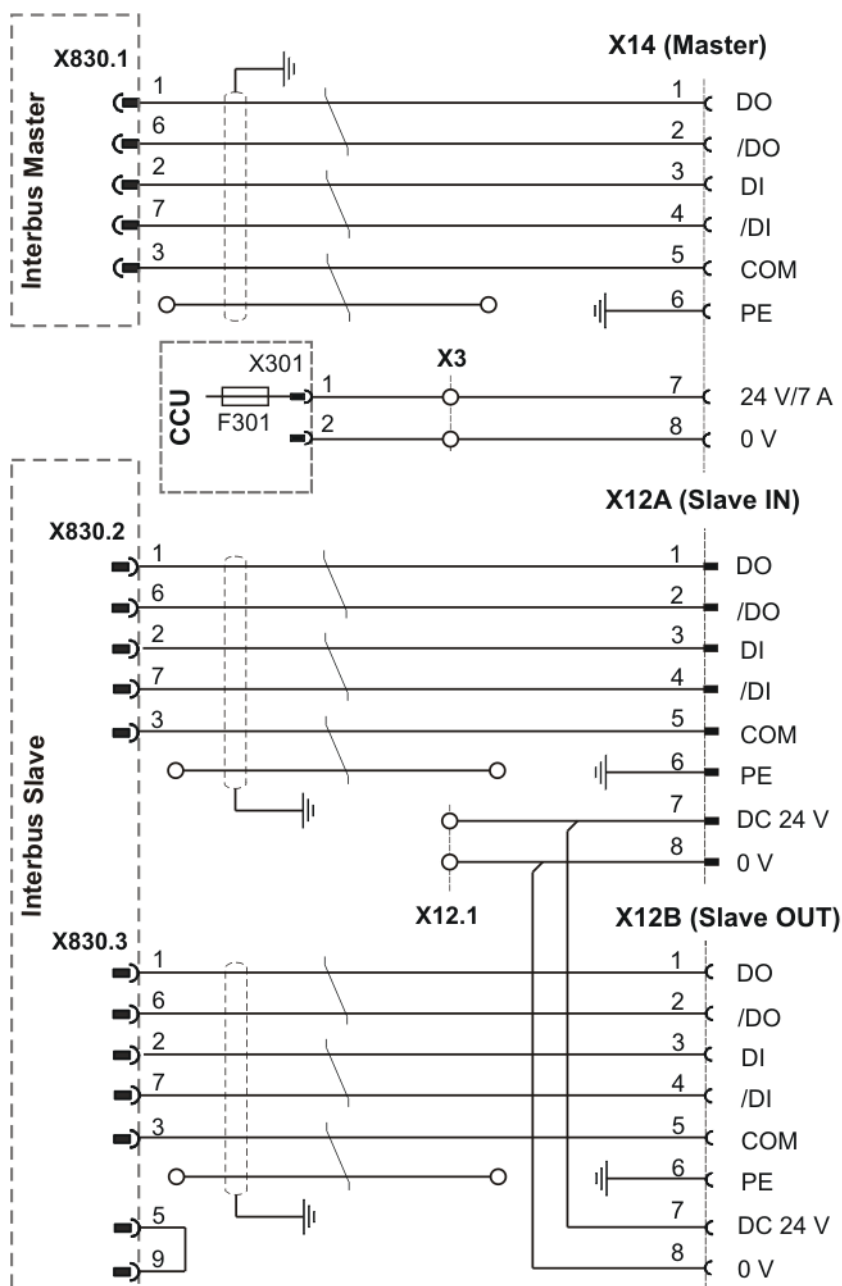 X14 (Master)
X830.1
Interbus Master
1 1 DO
6 2 /DO
2 3 DI
7 4 /DI
3 5 COM
6 PE
X301 X3
CCU
F301
1 7 24 V/7 A
2 8 0 V
X12A (Slave IN)
X830.2
Interbus Slave
1 1 DO
6 2 /DO
2 3 DI
7 4 /DI
3 5 COM
6 PE
7 DC 24 V
8 0 V
X12.1
X12B (Slave OUT)
X830.3
1 1 DO
6 2 /DO
2 3 DI
7 4 /DI
3 5 COM
6 PE
5 7 DC 24 V
9 8 0 V